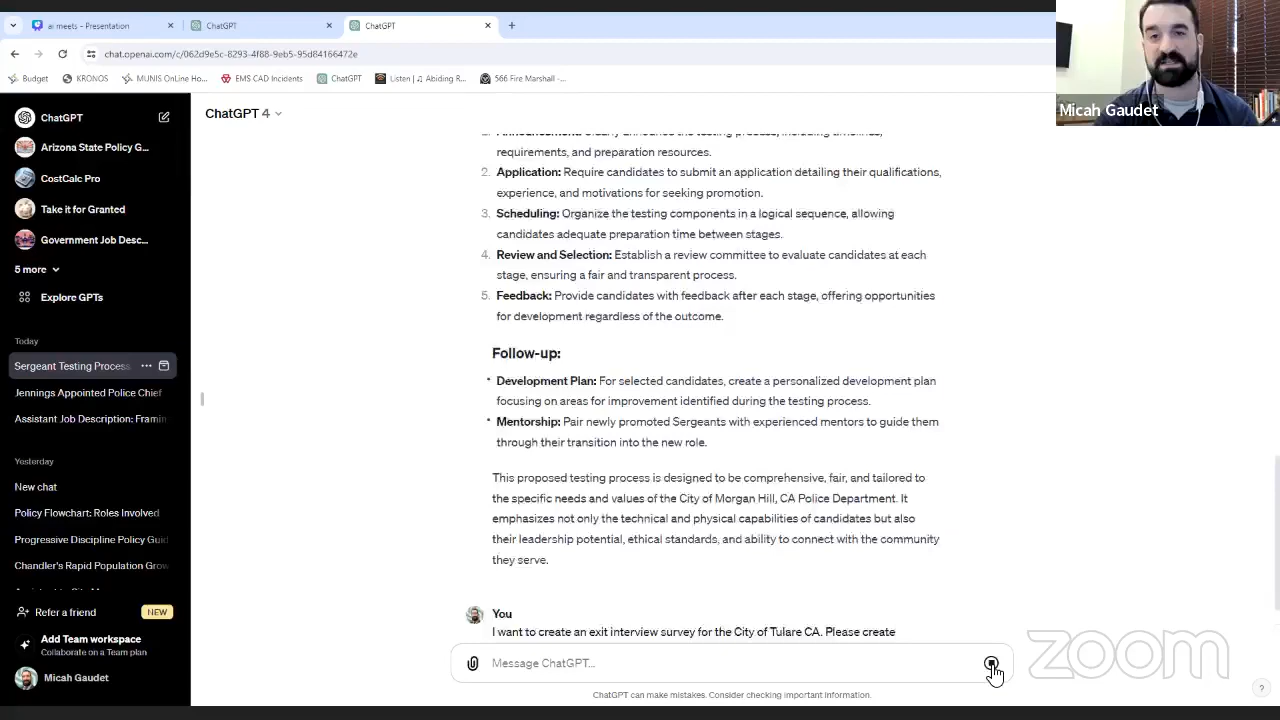 ai meets - Presentation
ChatGPT
ChatGPT
chat.openai.com/c/062d9e5c-8293-4f88-9eb5-95d84166472e
Budget
KRONOS
MUNIS OnLine Ho...
EMS CAD Incidents
ChatGPT
Listen | ♫ Abiding R...
566 Fire Marshall -...
Micah Gaudet
ChatGPT
Arizona State Policy G...
CostCalc Pro
Take it for Granted
Government Job Desc...
5 more
Explore GPTs
Today
Sergeant Testing Process
Jennings Appointed Police Chief
Assistant Job Description: Framin
Yesterday
New chat
Policy Flowchart: Roles Involved
Progressive Discipline Policy Guid
Chandler's Rapid Population Grow
Refer a friend
NEW
Add Team workspace
Collaborate on a Team plan
Micah Gaudet
ChatGPT 4
1. Announcement: Clearly announce the testing process, including timelines,
requirements, and preparation resources.
2. Application: Require candidates to submit an application detailing their qualifications,
experience, and motivations for seeking promotion.
3. Scheduling: Organize the testing components in a logical sequence, allowing
candidates adequate preparation time between stages.
4. Review and Selection: Establish a review committee to evaluate candidates at each
stage, ensuring a fair and transparent process.
5. Feedback: Provide candidates with feedback after each stage, offering opportunities
for development regardless of the outcome.
Follow-up:
• Development Plan: For selected candidates, create a personalized development plan
focusing on areas for improvement identified during the testing process.
• Mentorship: Pair newly promoted Sergeants with experienced mentors to guide them
through their transition into the new role.
This proposed testing process is designed to be comprehensive, fair, and tailored to
the specific needs and values of the City of Morgan Hill, CA Police Department. It
emphasizes not only the technical and physical capabilities of candidates but also
their leadership potential, ethical standards, and ability to connect with the community
they serve.
You
I want to create an exit interview survey for the City of Tulare CA. Please create
Message ChatGPT...
ChatGPT can make mistakes. Consider checking important information.
zoom
?